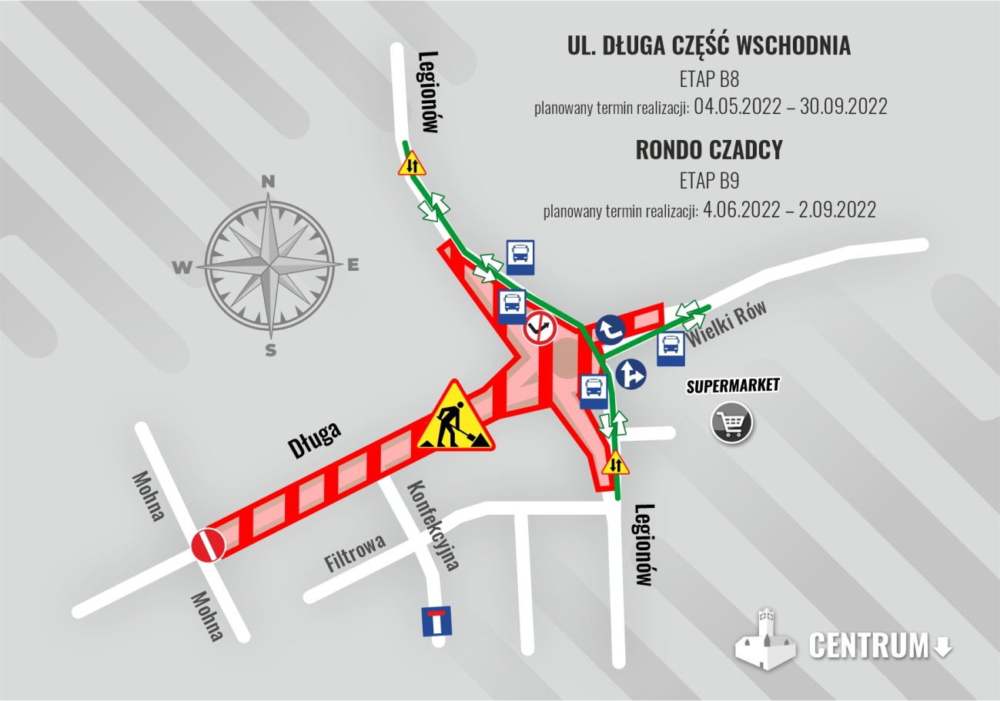 UL. DŁUGA CZĘŚĆ WSCHODNIA
ETAP B8
planowany termin realizacji: 04.05.2022 – 30.09.2022
RONDO CZADCY
ETAP B9
planowany termin realizacji: 4.06.2022 – 2.09.2022
Legionów
N
W
E
S
Wielki Rów
SUPERMARKET
Długa
Mohna
Konfekcyjna
Filtrowa
Legionów
Mohna
CENTRUM